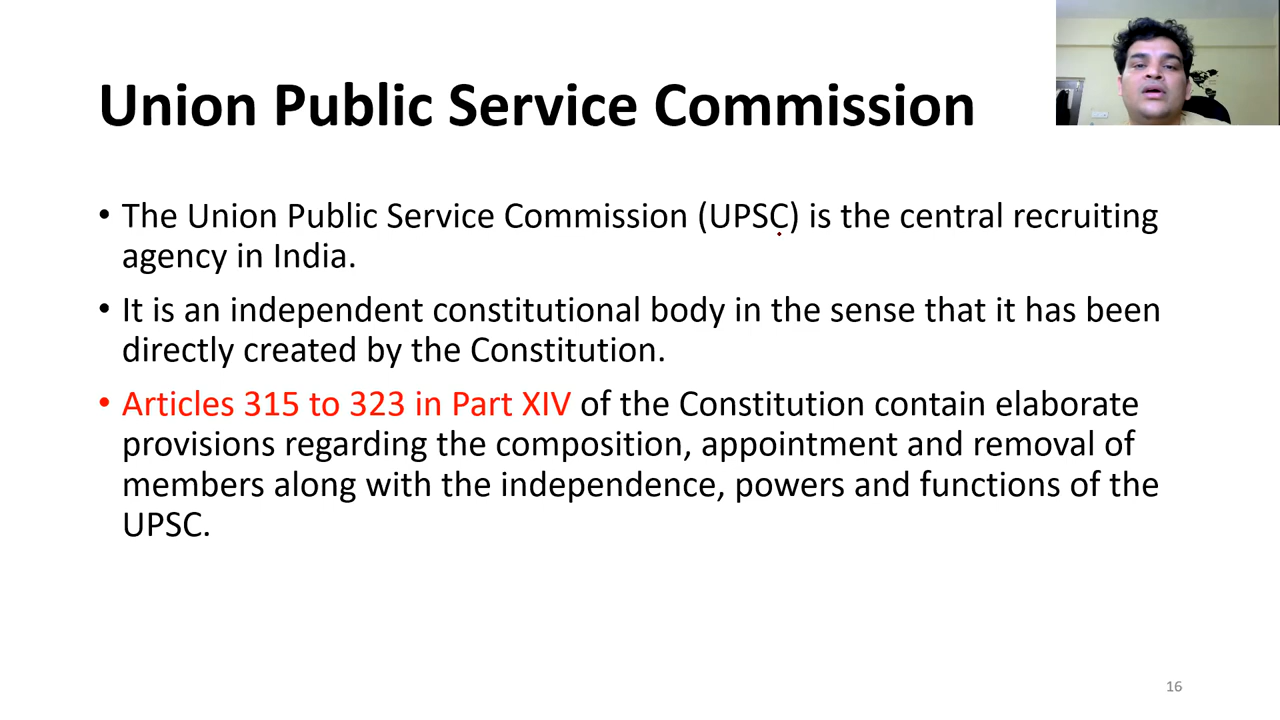 Union Public Service Commission
• The Union Public Service Commission (UPSC) is the central recruiting
agency in India.
• It is an independent constitutional body in the sense that it has been
directly created by the Constitution.
• Articles 315 to 323 in Part XIV of the Constitution contain elaborate
provisions regarding the composition, appointment and removal of
members along with the independence, powers and functions of the
UPSC.
16